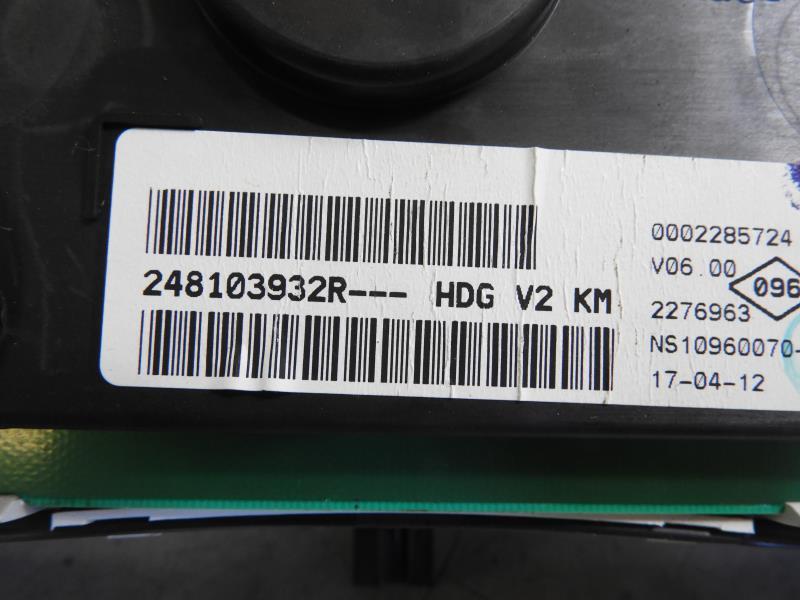 248103932R--- HDG V2 KM
0002285724
V06.00
096
2276963
NS10960070-
17-04-12